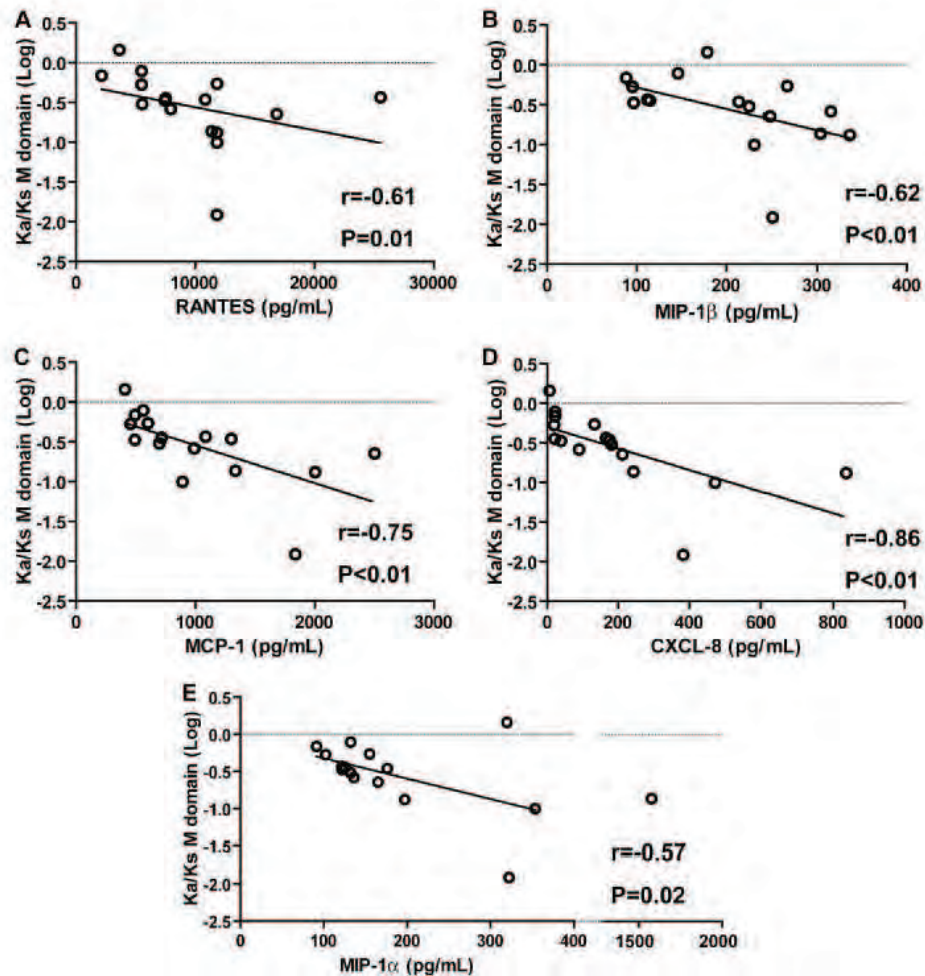 A
B
Ka/Ks M domain (Log)
0.5
0.0
-0.5
-1.0
-1.5
-2.0
-2.5
r=-0.61
P=0.01
0
10000
20000
30000
RANTES (pg/mL)
Ka/Ks M domain (Log)
0.5
0.0
-0.5
-1.0
-1.5
-2.0
-2.5
r=-0.62
P<0.01
0
100
200
300
400
MIP-1β (pg/mL)
C
D
Ka/Ks M domain (Log)
0.5
0.0
-0.5
-1.0
-1.5
-2.0
-2.5
r=-0.75
P<0.01
0
1000
2000
3000
MCP-1 (pg/mL)
Ka/Ks M domain (Log)
0.5
0.0
-0.5
-1.0
-1.5
-2.0
-2.5
r=-0.86
P<0.01
0
200
400
600
800
1000
CXCL-8 (pg/mL)
E
Ka/Ks M domain (Log)
0.5
0.0
-0.5
-1.0
-1.5
-2.0
-2.5
r=-0.57
P=0.02
0
100
200
300
400
1500
2000
MIP-1α (pg/mL)